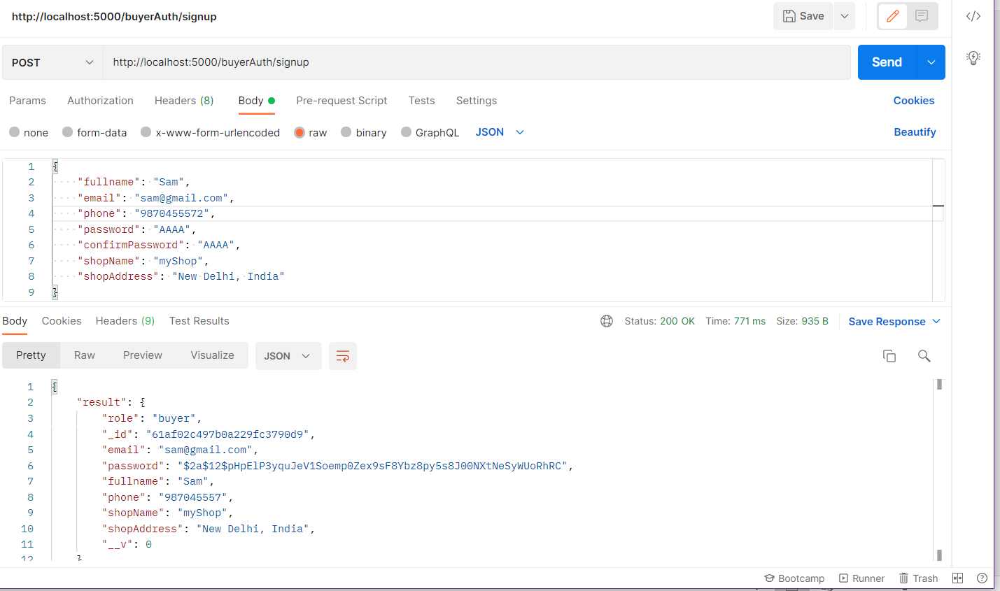 http://localhost:5000/buyerAuth/signup
Save
POST http://localhost:5000/buyerAuth/signup Send
Params Authorization Headers (8) Body Pre-request Script Tests Settings Cookies
none form-data x-www-form-urlencoded raw binary GraphQL JSON Beautify
1 {
2 "fullname": "Sam",
3 "email": "sam@gmail.com",
4 "phone": "9870455572",
5 "password": "AAAA",
6 "confirmPassword": "AAAA",
7 "shopName": "myShop",
8 "shopAddress": "New Delhi, India"
9 }
Body Cookies Headers (9) Test Results Status: 200 OK Time: 771 ms Size: 935 B Save Response
Pretty Raw Preview Visualize JSON
1 {
2 "result": {
3 "role": "buyer",
4 "_id": "61af02c497b0a229fc3790d9",
5 "email": "sam@gmail.com",
6 "password": "$2a$12$pHpElP3yquJeV1Soemp0Zex9sF8Ybz8py5s8J00NXtNeSyWUoRhRC",
7 "fullname": "Sam",
8 "phone": "987045557",
9 "shopName": "myShop",
10 "shopAddress": "New Delhi, India",
11 "__v": 0
12 }
Bootcamp Runner Trash